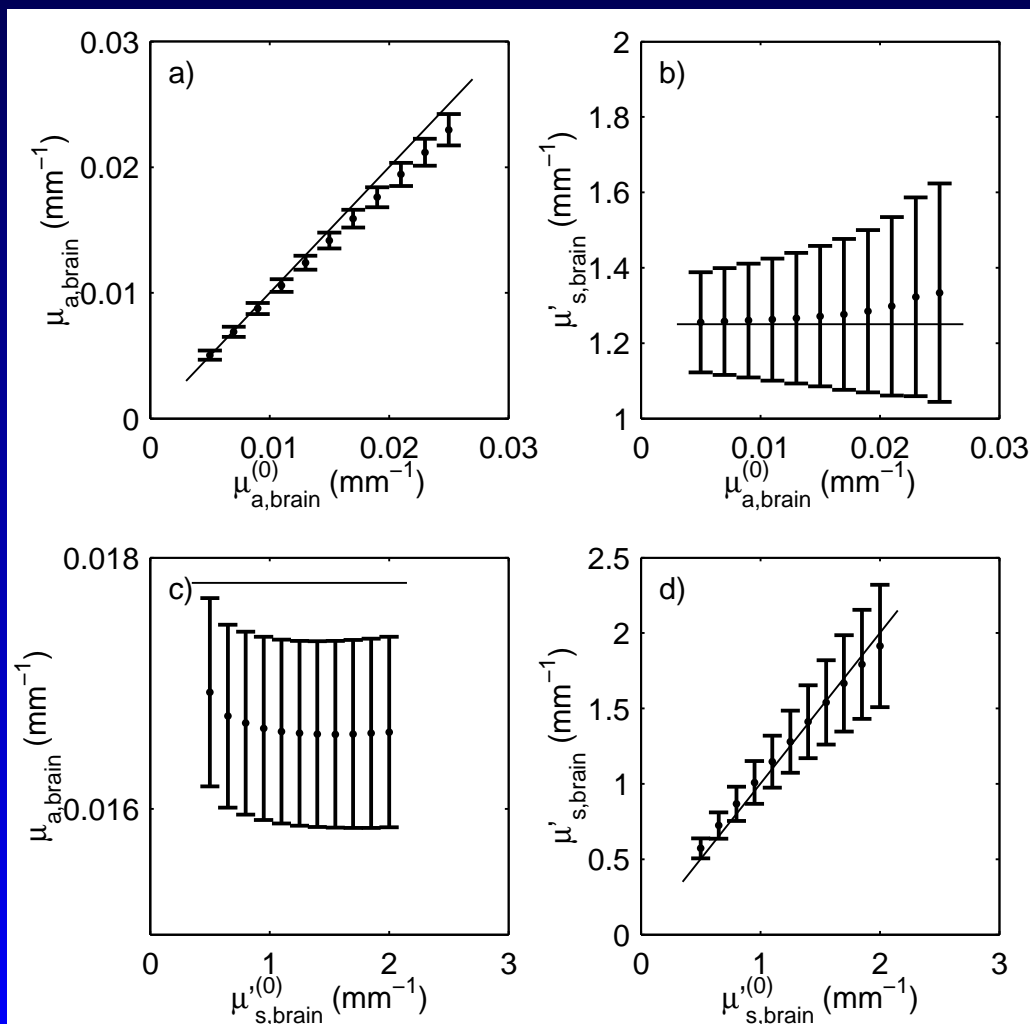 a)
0.03
0.02
0.01
0
0
0.01
0.02
0.03
μa,brain (mm−1)
μ(0)a,brain (mm−1)
b)
2
1.8
1.6
1.4
1.2
1
0
0.01
0.02
0.03
μ's,brain (mm−1)
μ(0)a,brain (mm−1)
c)
0.018
0.016
0
1
2
3
μa,brain (mm−1)
μ'(0)s,brain (mm−1)
d)
2.5
2
1.5
1
0.5
0
0
1
2
3
μ's,brain (mm−1)
μ'(0)s,brain (mm−1)